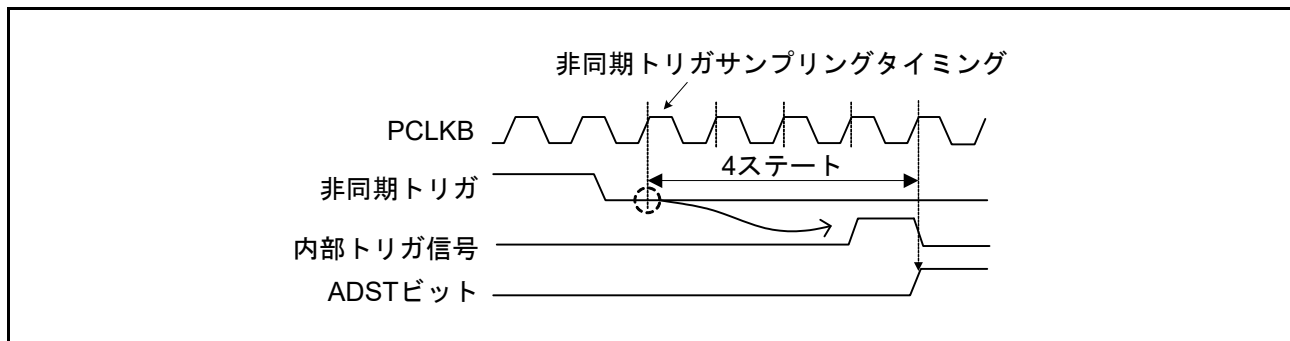 非同期トリガサンプリングタイミング
PCLKB
4ステート
非同期トリガ
内部トリガ信号
ADSTビット